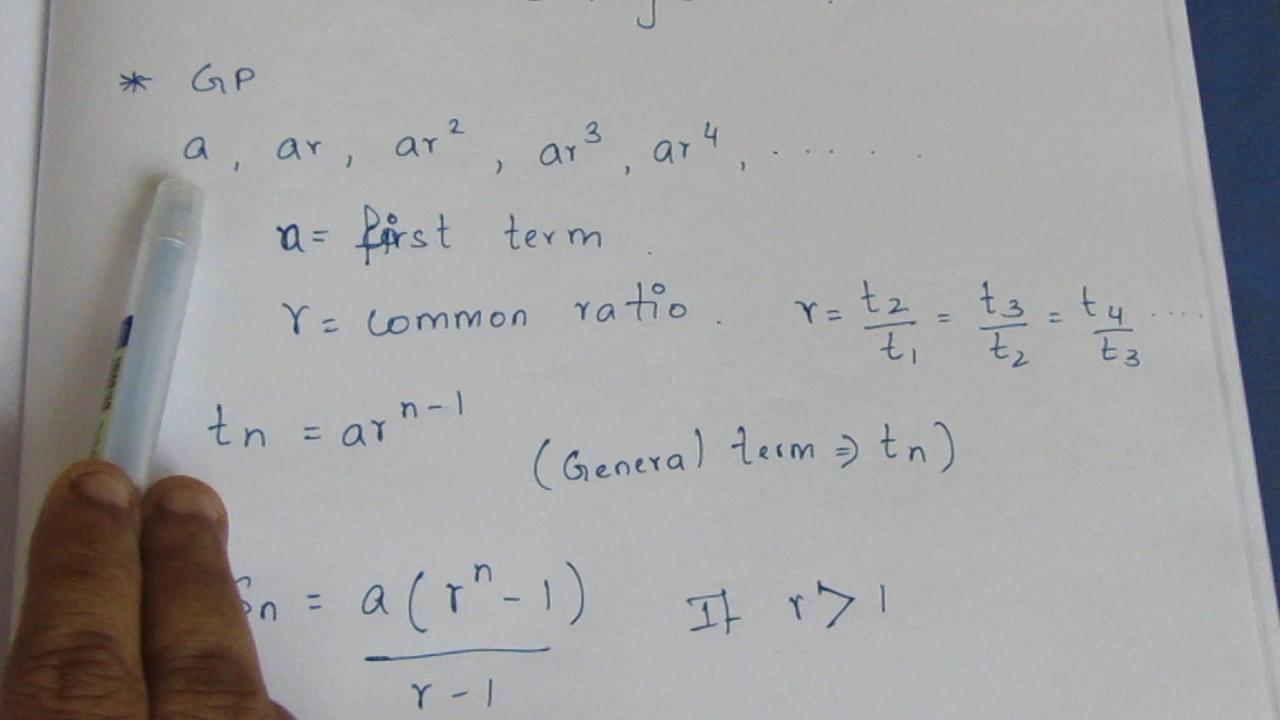 * GP
a, ar, ar², ar³, ar⁴, .....
a = first term.
r = common ratio. r = t₂/t₁ = t₃/t₂ = t₄/t₃ ....
tₙ = arⁿ⁻¹
(General term ⇒ tₙ)
Sₙ = a(rⁿ - 1)/r - 1 If r > 1